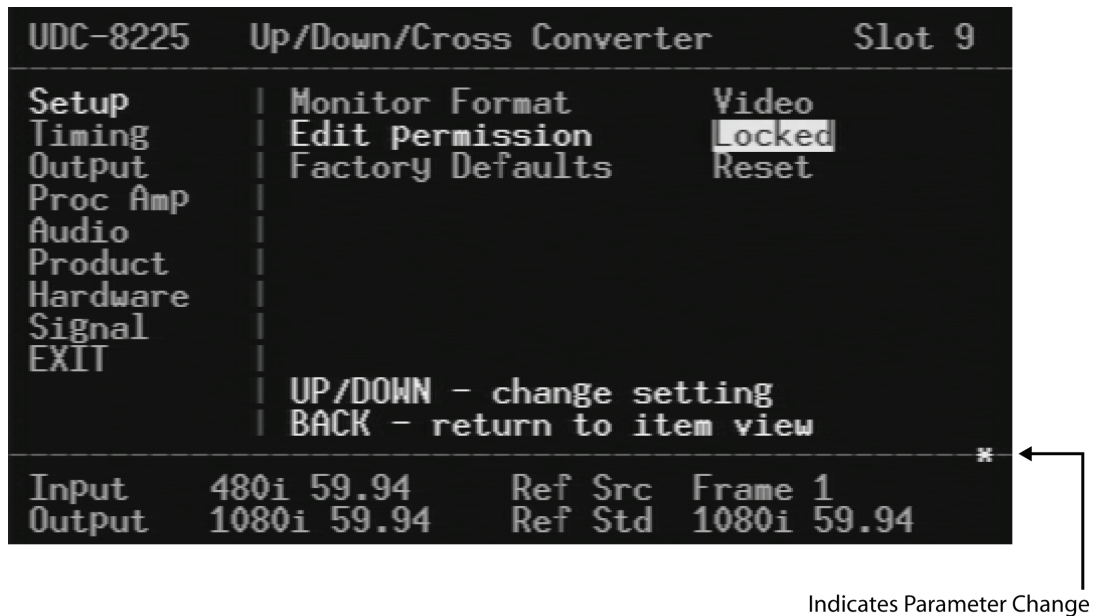 UDC-8225 Up/Down/Cross Converter Slot 9
Setup | Monitor Format Video
Timing | Edit permission Locked
Output | Factory Defaults Reset
Proc Amp |
Audio |
Product |
Hardware |
Signal |
EXIT |
| UP/DOWN - change setting
| BACK - return to item view
*
Input 480i 59.94 Ref Src Frame 1
Output 1080i 59.94 Ref Std 1080i 59.94
Indicates Parameter Change